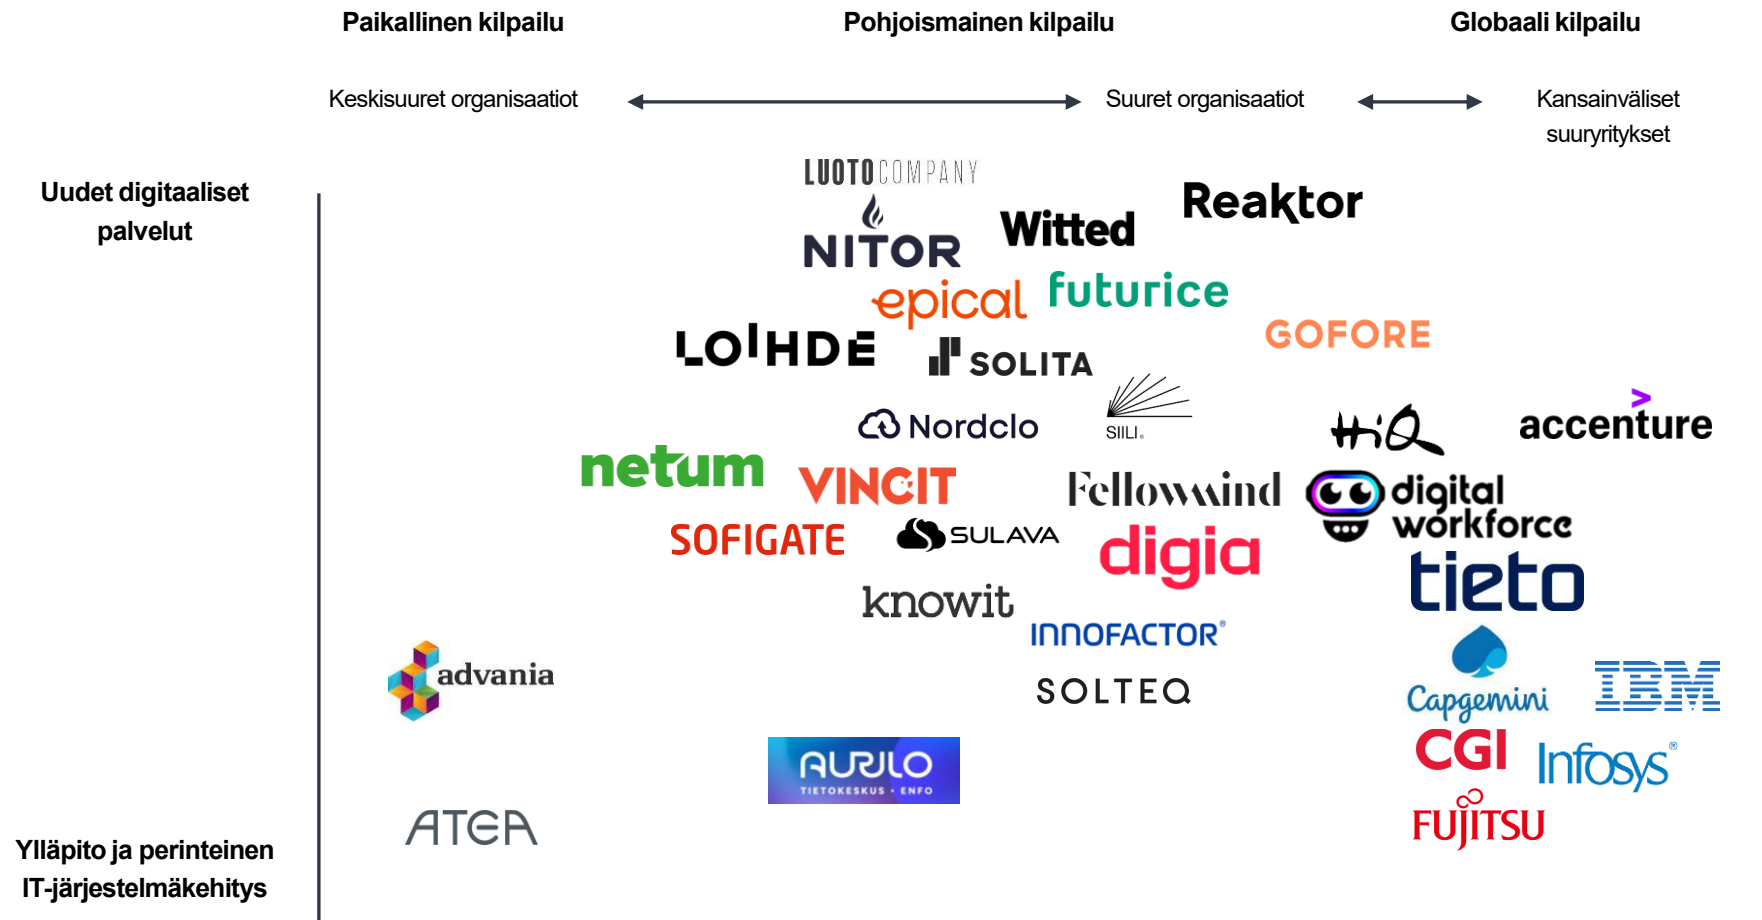 Paikallinen kilpailu
Pohjoismainen kilpailu
Globaali kilpailu
Keskisuuret organisaatiot
Suuret organisaatiot
Kansainväliset
suuryritykset
Uudet digitaaliset
palvelut
LUOTO COMPANY
Reaktor
Witted
NITOR
futurice
epical
GOFORE
LOIHDE
SOLITA
SIILI®
Nordclo
HiQ
accenture
netum
VINCIT
Fellowmind
digital
workforce
SOFIGATE
SULAVA
digia
tieto
knowit
INNOFACTOR®
advania
SOLTEQ
Capgemini
IBM
AURILO
TIETOKESKUS • ENFO
CGI
Infosys®
ATEA
FUJITSU
Ylläpito ja perinteinen
IT-järjestelmäkehitys